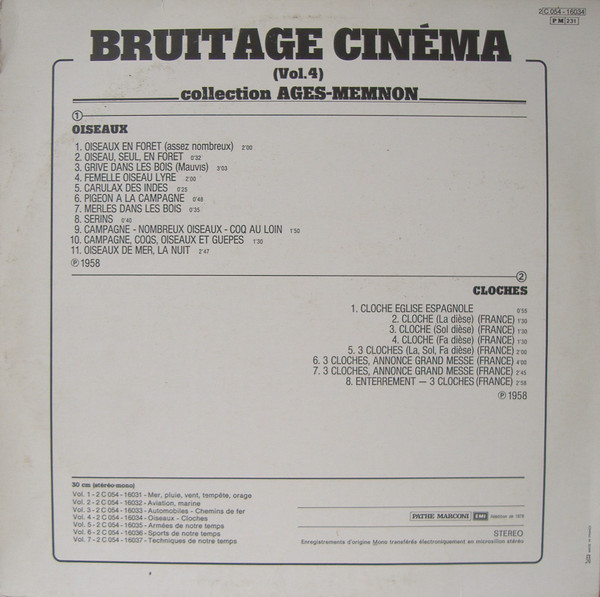 2C 054-16034
PM 231
BRUITAGE CINÉMA
(Vol.4)
collection AGES-MEMNON
1
OISEAUX
1. OISEAUX EN FORET (assez nombreux) 2'00
2. OISEAU, SEUL, EN FORET 0'32
3. GRIVE DANS LES BOIS (Mauvis) 3'03
4. FEMELLE OISEAU LYRE 2'00
5. CARULAX DES INDES 0'25
6. PIGEON A LA CAMPAGNE 0'48
7. MERLES DANS LES BOIS 0'35
8. SERINS 0'40
9. CAMPAGNE - NOMBREUX OISEAUX - COQ AU LOIN 1'50
10. CAMPAGNE, COQS, OISEAUX ET GUEPES 1'30
11. OISEAUX DE MER, LA NUIT 2'47
Ⓟ 1958
2
CLOCHES
1. CLOCHE EGLISE ESPAGNOLE 0'55
2. CLOCHE (La dièse) (FRANCE) 1'30
3. CLOCHE (Sol dièse) (FRANCE) 1'30
4. CLOCHE (Fa dièse) (FRANCE) 1'30
5. 3 CLOCHES (La, Sol, Fa dièse) (FRANCE) 2'00
6. 3 CLOCHES, ANNONCE GRAND MESSE (FRANCE) 4'00
7. 3 CLOCHES, ANNONCE GRAND MESSE (FRANCE) 2'45
8. ENTERREMENT — 3 CLOCHES (FRANCE) 2'58
Ⓟ 1958
30 cm (stéréo-mono)
Vol. 1 - 2 C 054 - 16031 - Mer, pluie, vent, tempête, orage
Vol. 2 - 2 C 054 - 16032 - Aviation, marine
Vol. 3 - 2 C 054 - 16033 - Automobiles - Chemins de fer
Vol. 4 - 2 C 054 - 16034 - Oiseaux - Cloches
Vol. 5 - 2 C 054 - 16035 - Armées de notre temps
Vol. 6 - 2 C 054 - 16036 - Sports de notre temps
Vol. 7 - 2 C 054 - 16037 - Techniques de notre temps
PATHE MARCONI EMI
STEREO
Enregistrements d'origine Mono transférés électroniquement en microsillon stéréo